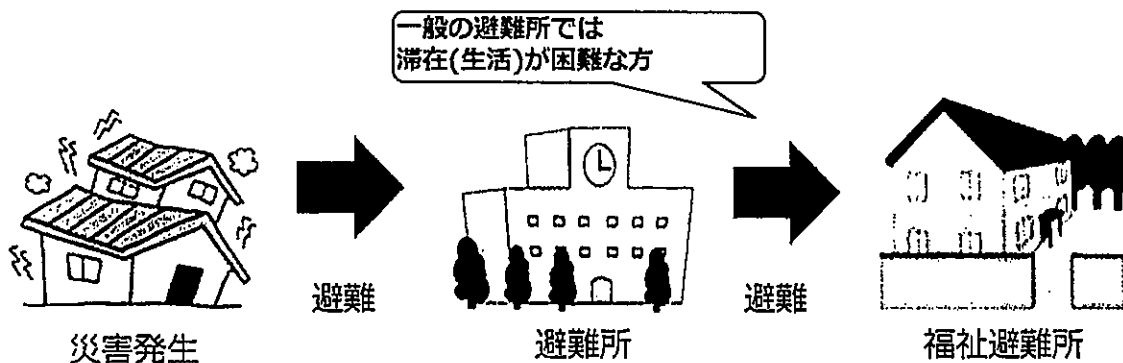 一般の避難所では
滞在(生活)が困難な方
避難
避難
災害発生
避難所
福祉避難所